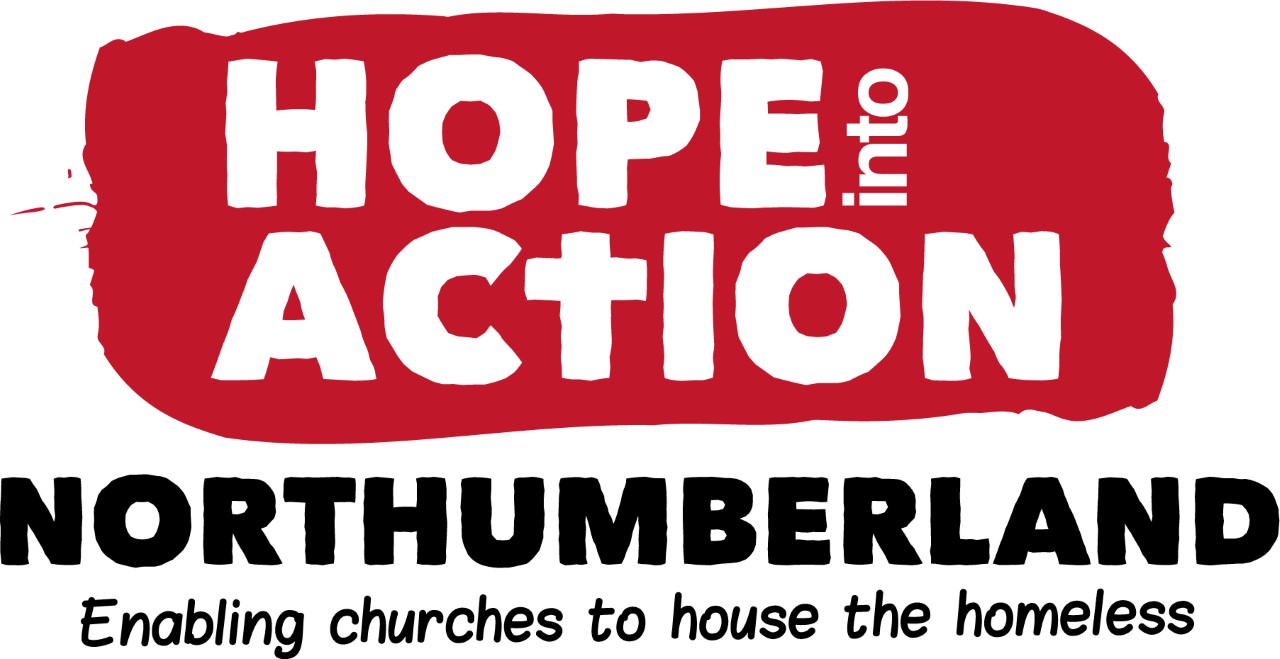 HOPE into
ACTION
NORTHUMBERLAND
Enabling churches to house the homeless